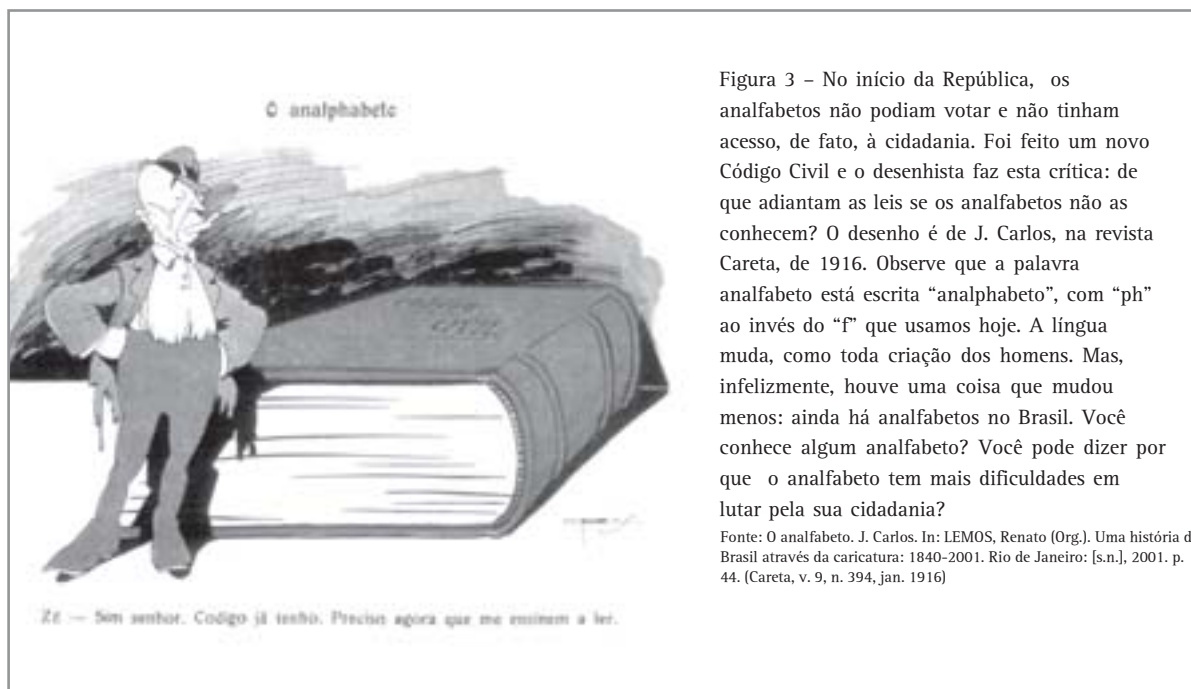 O analphabeto
CIVIL
ZÉ — Sim senhor. Codigo já tenho. Preciso agora que me ensinem a ler.
Figura 3 – No início da República, os
analfabetos não podiam votar e não tinham
acesso, de fato, à cidadania. Foi feito um novo
Código Civil e o desenhista faz esta crítica: de
que adiantam as leis se os analfabetos não as
conhecem? O desenho é de J. Carlos, na revista
Careta, de 1916. Observe que a palavra
analfabeto está escrita “analphabeto”, com “ph”
ao invés do “f” que usamos hoje. A língua
muda, como toda criação dos homens. Mas,
infelizmente, houve uma coisa que mudou
menos: ainda há analfabetos no Brasil. Você
conhece algum analfabeto? Você pode dizer por
que o analfabeto tem mais dificuldades em
lutar pela sua cidadania?
Fonte: O analfabeto. J. Carlos. In: LEMOS, Renato (Org.). Uma história d
Brasil através da caricatura: 1840-2001. Rio de Janeiro: [s.n.], 2001. p.
44. (Careta, v. 9, n. 394, jan. 1916)